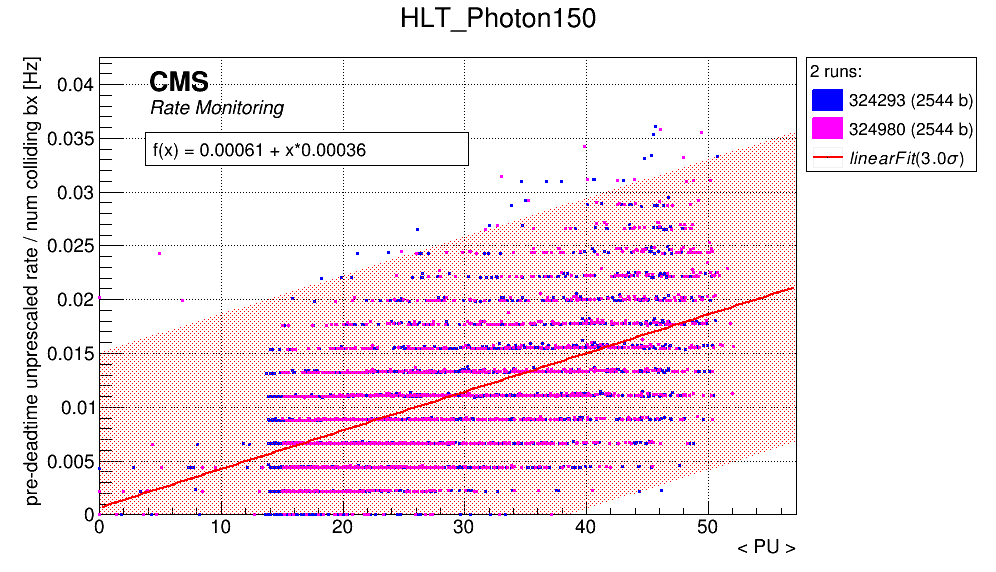 HLT_Photon150
pre-deadtime unprescaled rate / num colliding bx [Hz]
0.04
0.035
0.03
0.025
0.02
0.015
0.01
0.005
0
CMS
Rate Monitoring
f(x) = 0.00061 + x*0.00036
2 runs:
324293 (2544 b)
324980 (2544 b)
linearFit(3.0σ)
0 10 20 30 40 50
< PU >